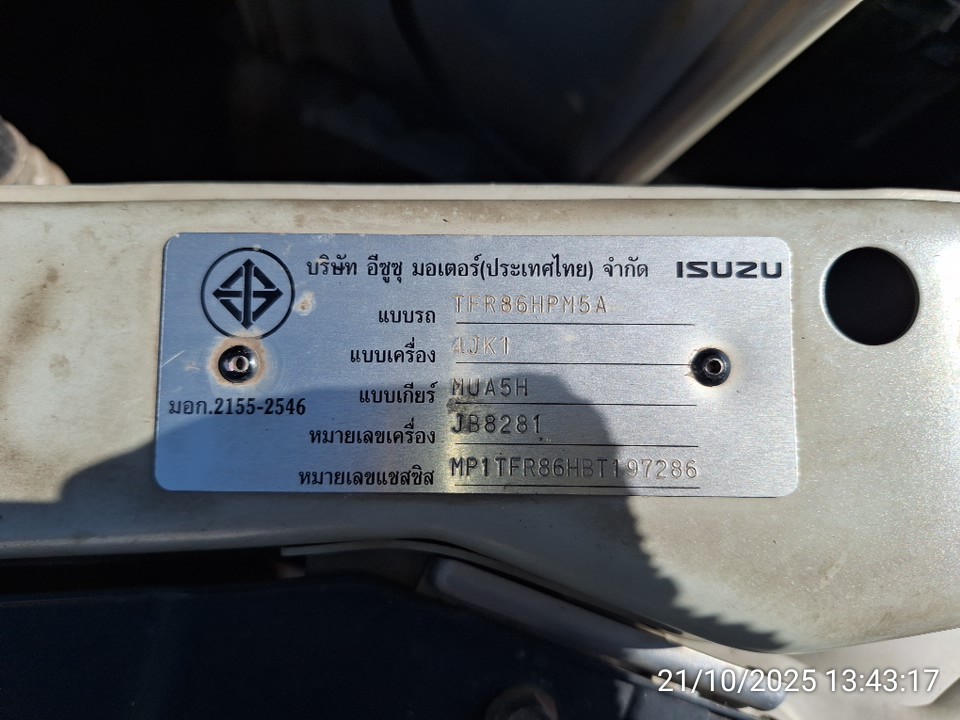 บริษัท อีซูซุ มอเตอร์(ประเทศไทย) จำกัด ISUZU
แบบรถ TFR86HPM5A
แบบเครื่อง 4JK1
แบบเกียร์ MUA5H
มอก.2155-2546
หมายเลขเครื่อง JB8281
หมายเลขแชสซิส MP1TFR86HBT197286
21/10/2025 13:43:17